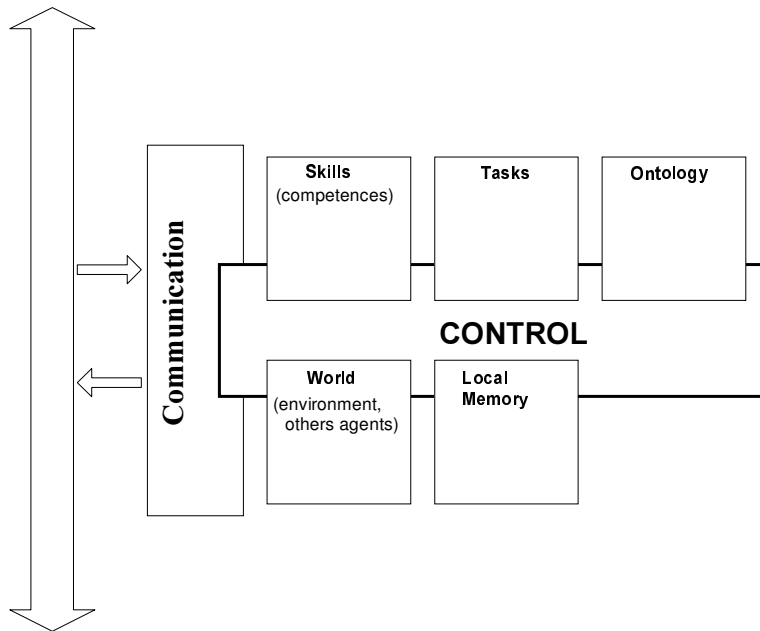 Communication
Skills
(competences)
Tasks
Ontology
CONTROL
World
(environment,
others agents)
Local
Memory